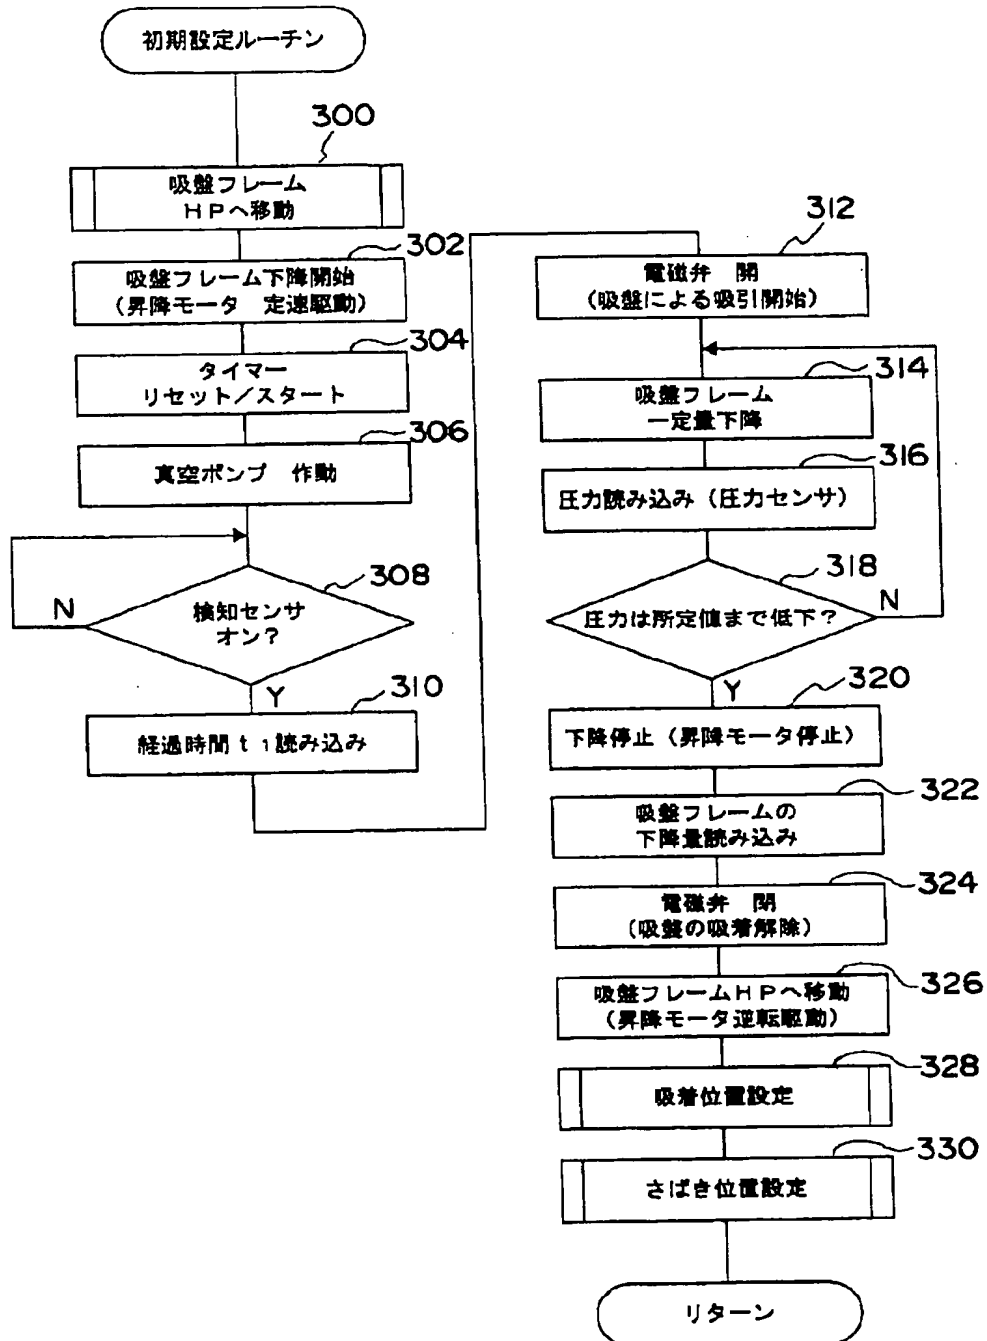 初期設定ルーチン
300
吸盤フレーム
HPへ移動
302
吸盤フレーム下降開始
(昇降モータ 定速駆動)
304
タイマー
リセット/スタート
306
真空ポンプ 作動
308
検知センサ
オン?
N
Y
310
経過時間t1読み込み
312
電磁弁 開
(吸盤による吸引開始)
314
吸盤フレーム
一定量下降
316
圧力読み込み(圧力センサ)
318
圧力は所定値まで低下?
N
Y
320
下降停止(昇降モータ停止)
322
吸盤フレームの
下降量読み込み
324
電磁弁 閉
(吸盤の吸着解除)
326
吸盤フレームHPへ移動
(昇降モータ逆転駆動)
328
吸着位置設定
330
さばき位置設定
リターン